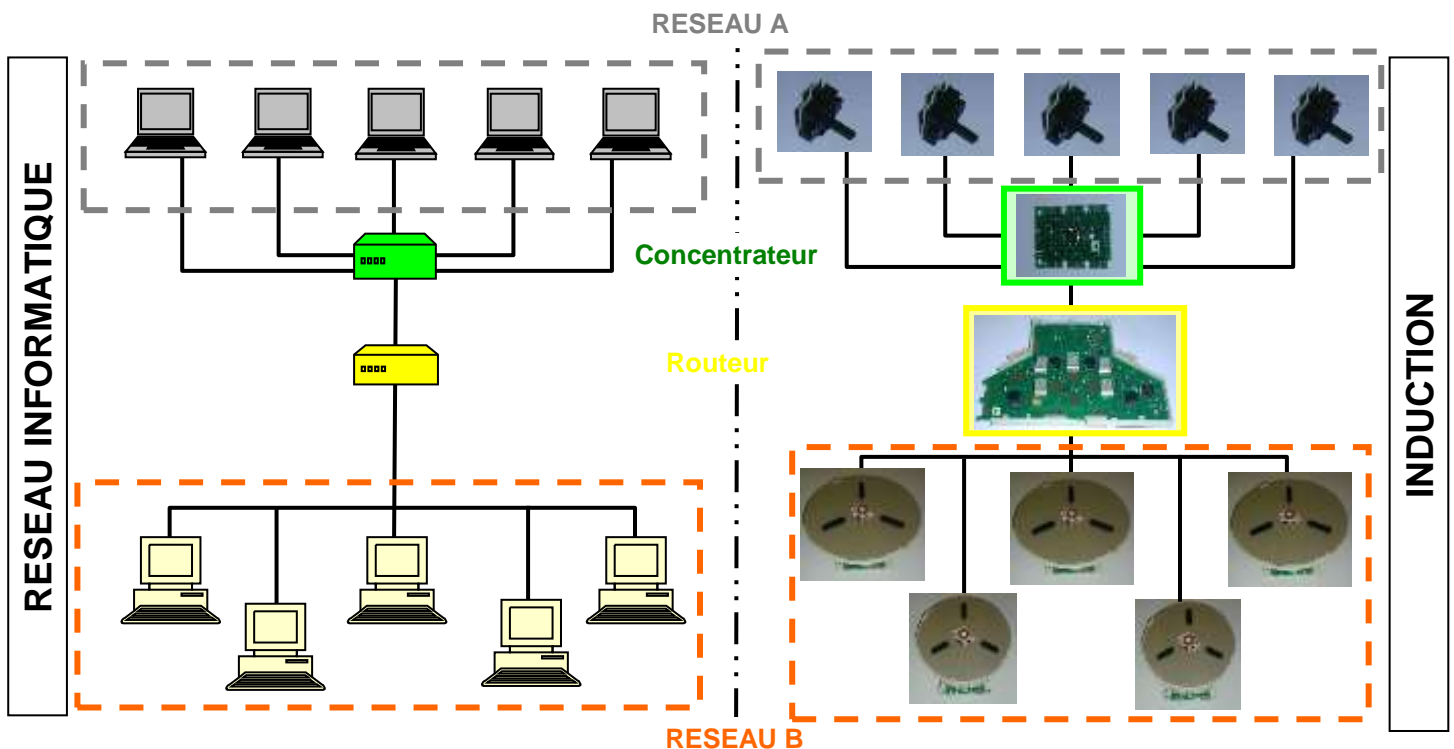 RESEAU A
RESEAU INFORMATIQUE
Concentrateur
Routeur
INDUCTION
RESEAU B